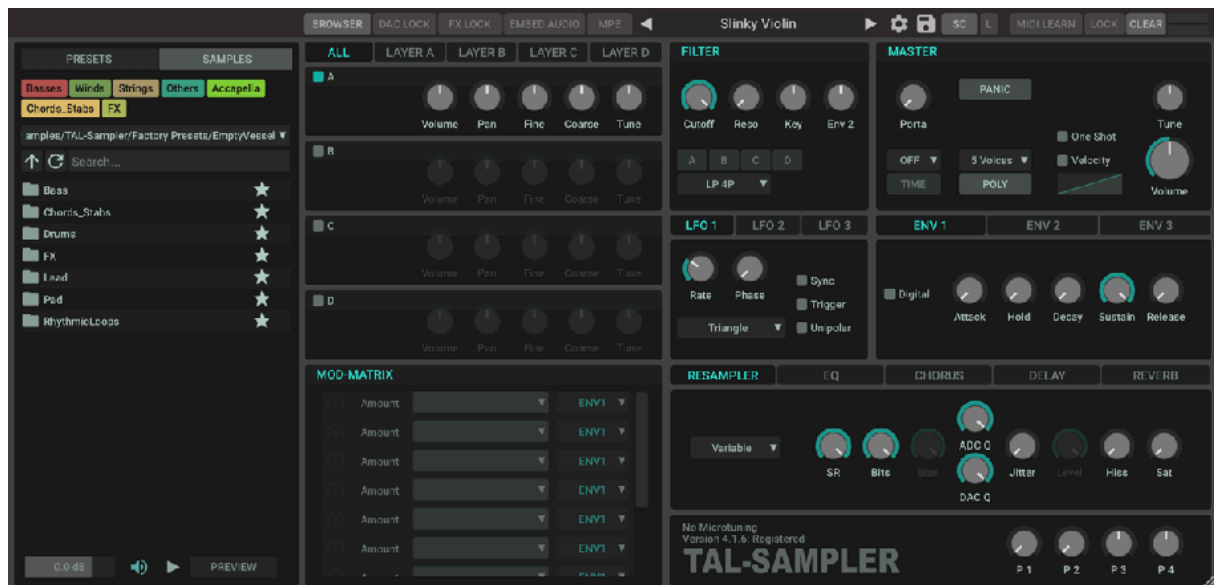 BROWSER DAC LOCK FX LOCK EMBED AUDIO MPE Slinky Violin SC L MIDI LEARN LOCK CLEAR
PRESETS SAMPLES
Basses Winds Strings Others Accapella
Chords_Stabs FX
amples/TAL-Sampler/Factory Presets/EmptyVessel
Search...
Bass
Chords_Stabs
Drums
FX
Lead
Pad
RhythmicLoops
0.0 dB PREVIEW
ALL LAYER A LAYER B LAYER C LAYER D
A
Volume Pan Fine Coarse Tune
B
Volume Pan Fine Coarse Tune
C
Volume Pan Fine Coarse Tune
D
Volume Pan Fine Coarse Tune
MOD-MATRIX
Amount ENV1
Amount ENV1
Amount ENV1
Amount ENV1
Amount ENV1
Amount ENV1
FILTER
Cutoff Reso Key Env 2
A B C D
LP 4P
MASTER
PANIC
Porta Tune
One Shot
OFF 5 Voices Velocity
TIME POLY Volume
LFO 1 LFO 2 LFO 3
Sync
Rate Phase
Trigger
Triangle Unipolar
ENV 1 ENV 2 ENV 3
Digital
Attack Hold Decay Sustain Release
RESAMPLER EQ CHORUS DELAY REVERB
Variable ADC Q
SR Bits Bias Jitter Level Hiss Sat
DAC Q
No Microtuning
Version 4.1.6: Registered
TAL-SAMPLER
P 1 P 2 P 3 P 4